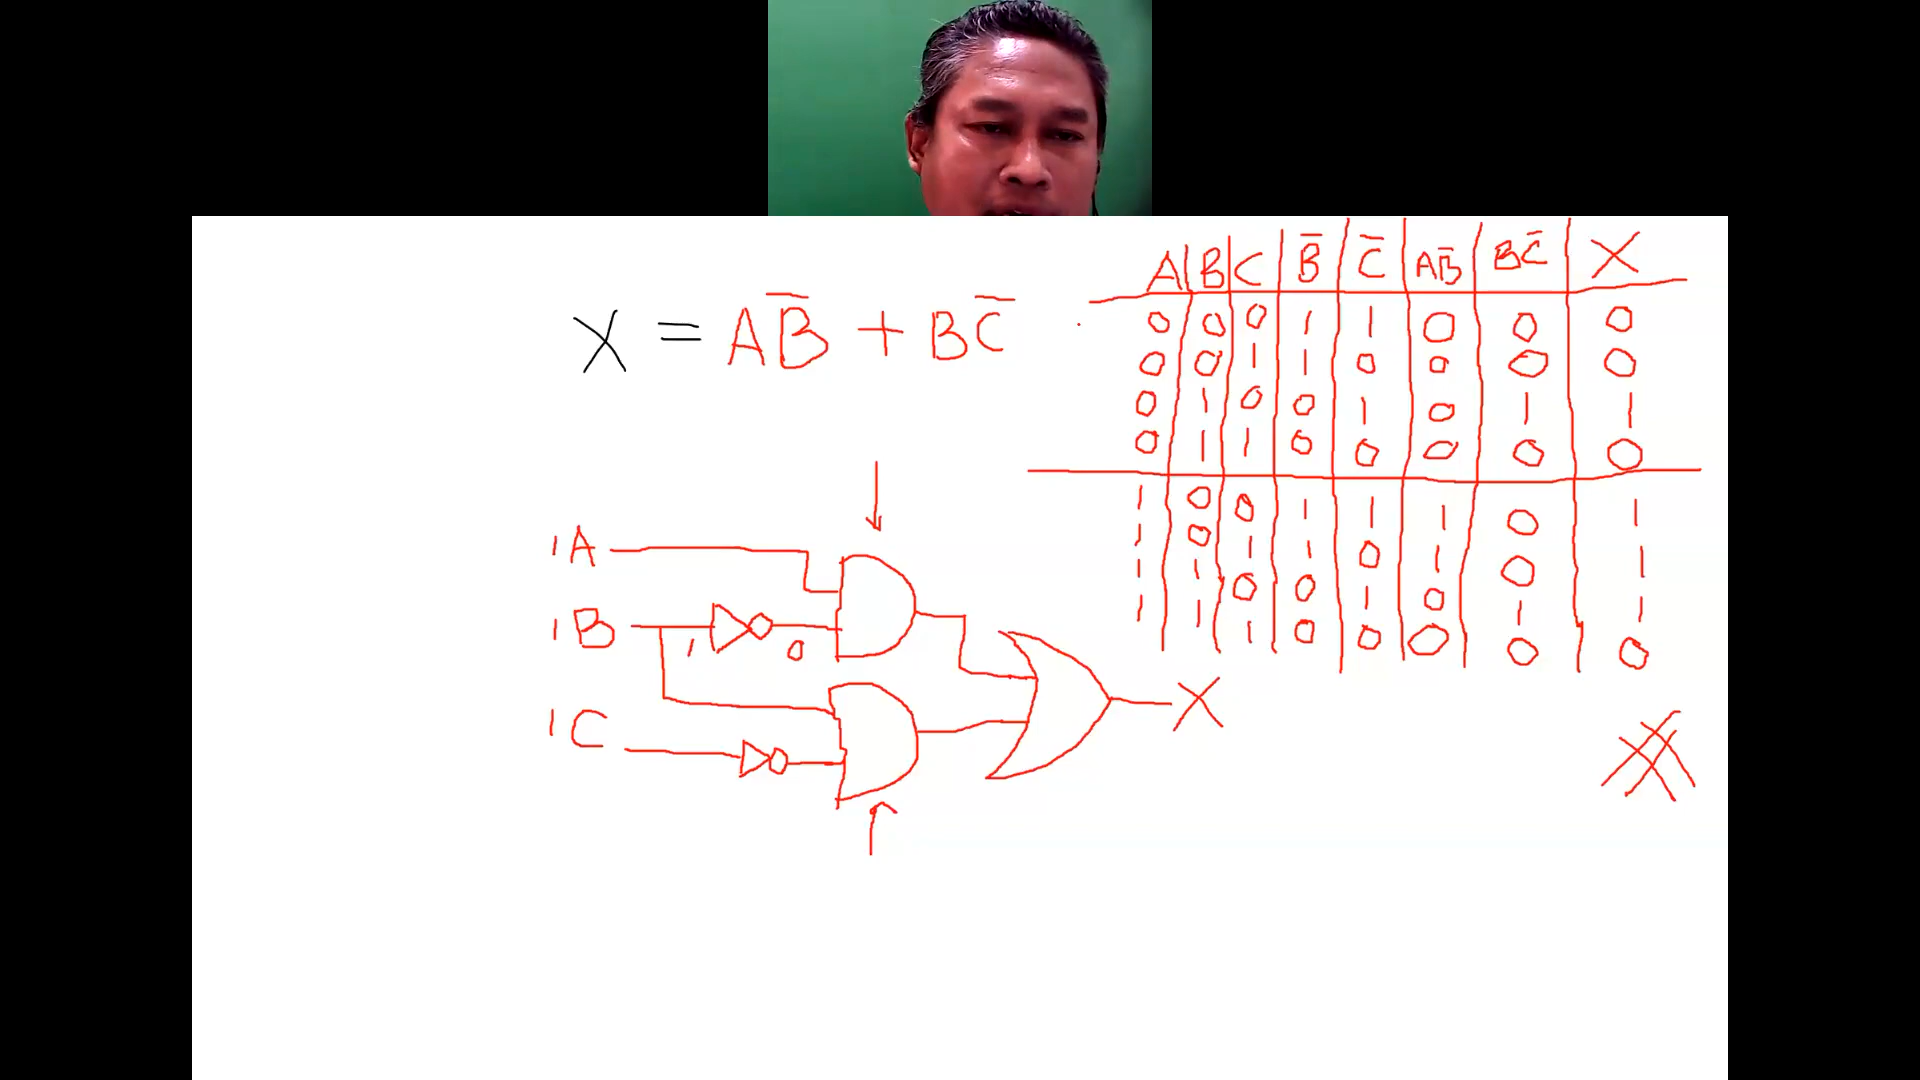 X = AB̅ + BC̅
A B C B̅ C̅ AB̅ BC̅ X
0 0 0 1 1 0 0 0
0 0 1 1 0 0 0 0
0 1 0 0 1 0 1 1
0 1 1 0 0 0 0 0
1 0 0 1 1 1 0 1
1 0 1 1 0 1 0 1
1 1 0 0 1 0 1 1
1 1 1 0 0 0 0 0
1 A
1 B
1 0
1 C
X